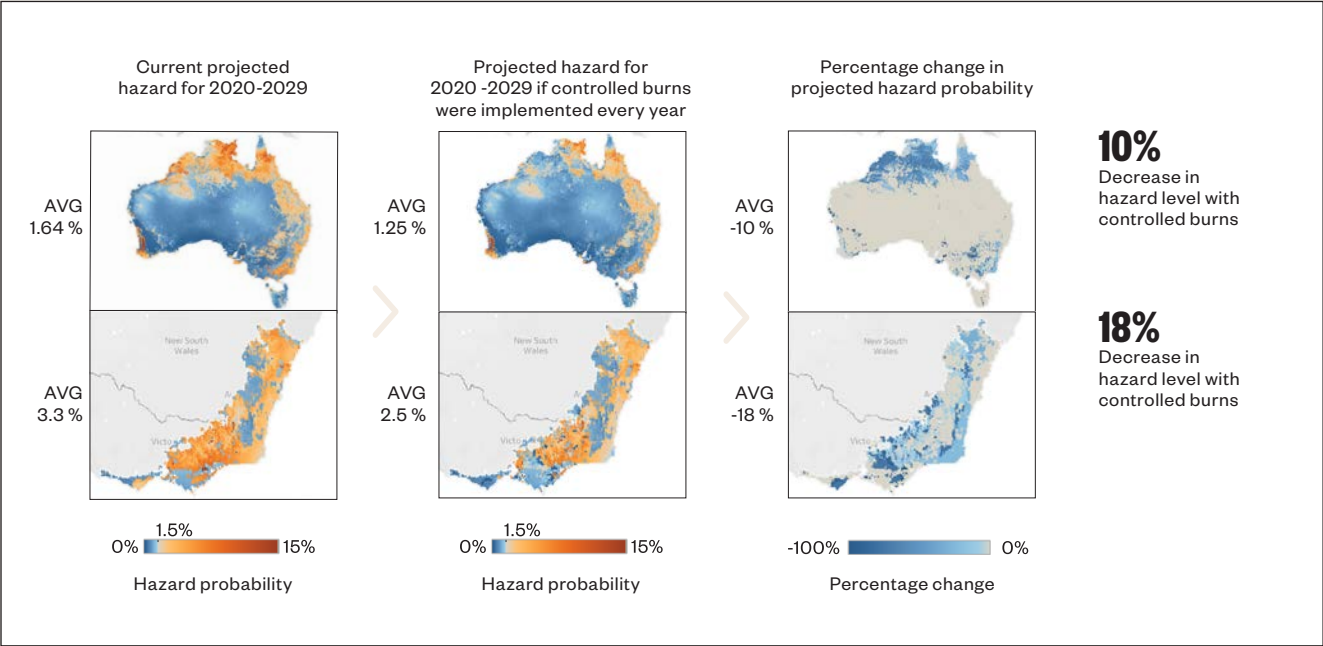 Current projected
hazard for 2020-2029
Projected hazard for
2020 -2029 if controlled burns
were implemented every year
Percentage change in
projected hazard probability
AVG
1.64 %
AVG
1.25 %
AVG
-10 %
10%
Decrease in
hazard level with
controlled burns
New South
Wales
New South
Wales
New South
Wales
AVG
3.3 %
Victo
AVG
2.5 %
Victo
AVG
-18 %
Victo
18%
Decrease in
hazard level with
controlled burns
1.5%
0%
15%
Hazard probability
1.5%
0%
15%
Hazard probability
-100%
0%
Percentage change